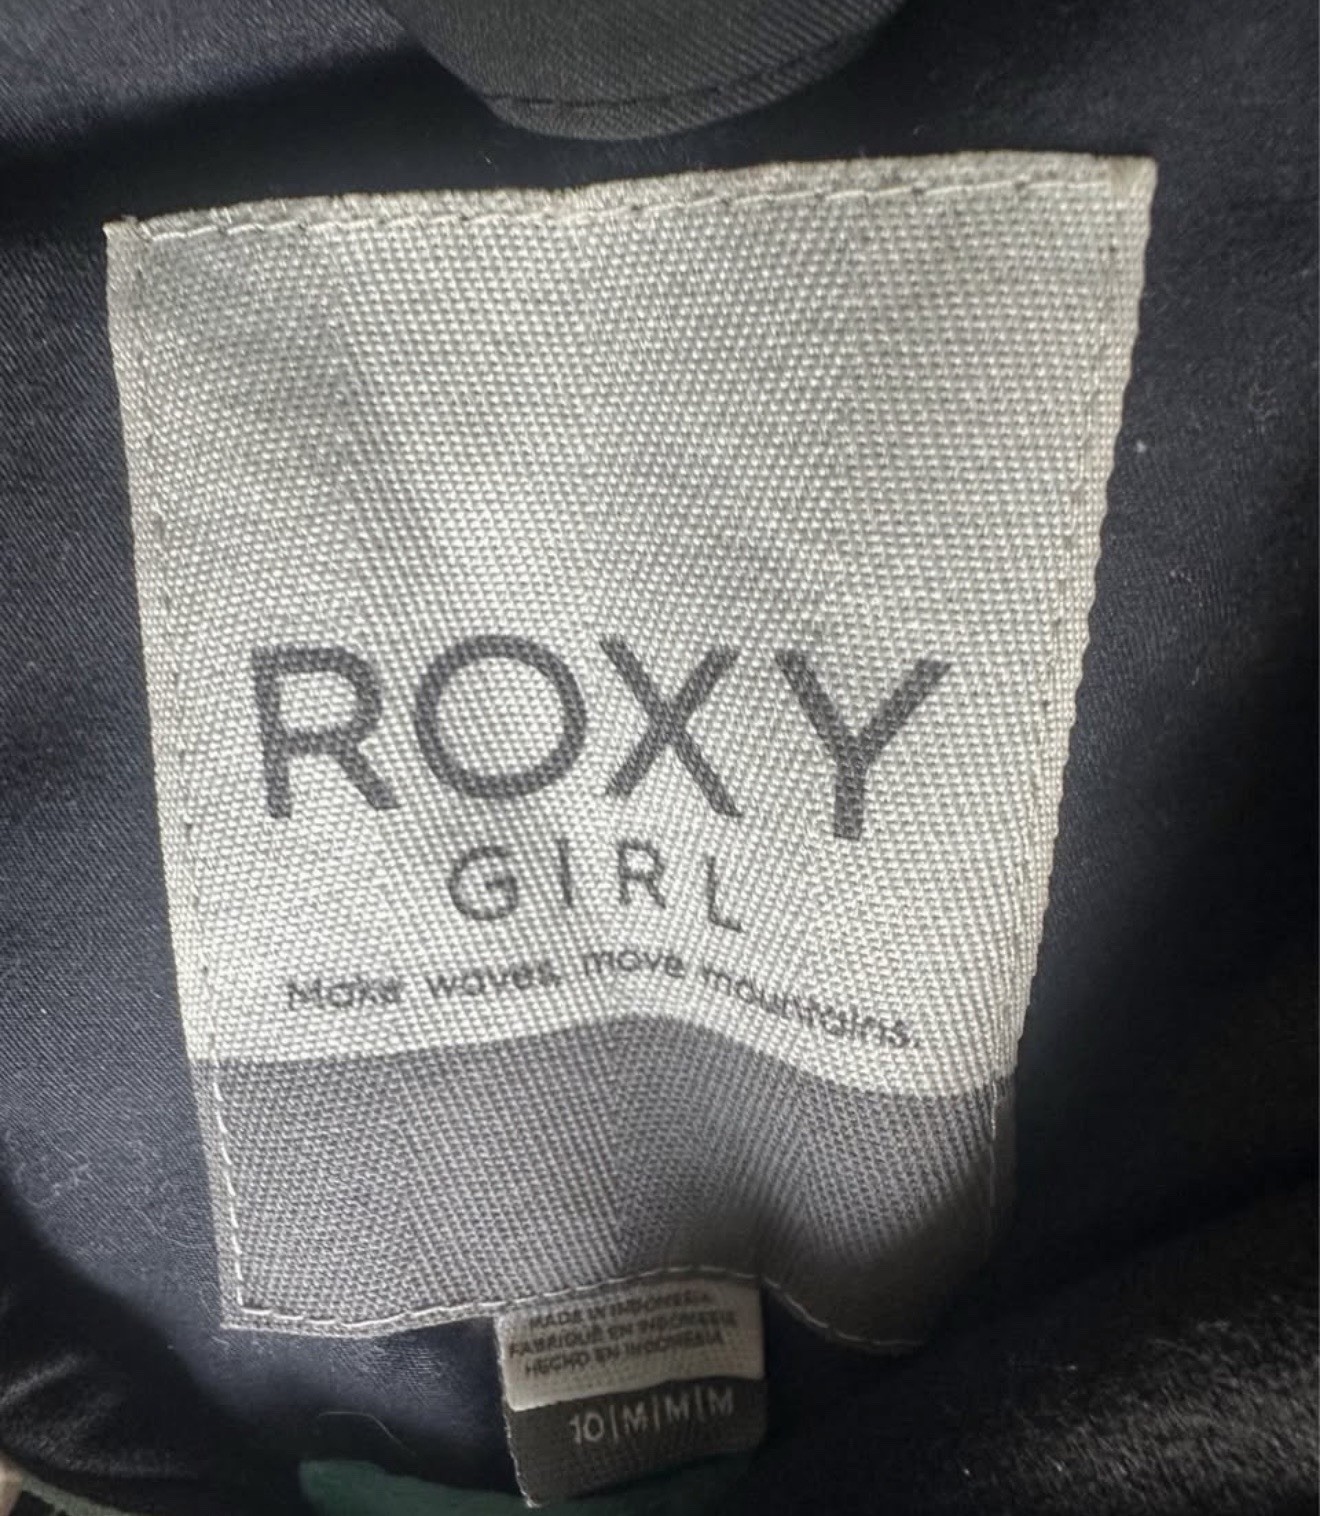 ROXY
GIRL
Make waves, move mountains.
MADE IN INDONESIA
FABRIQUÉ EN INDONESIE
HECHO EN INDONESIA
10|M|M|M